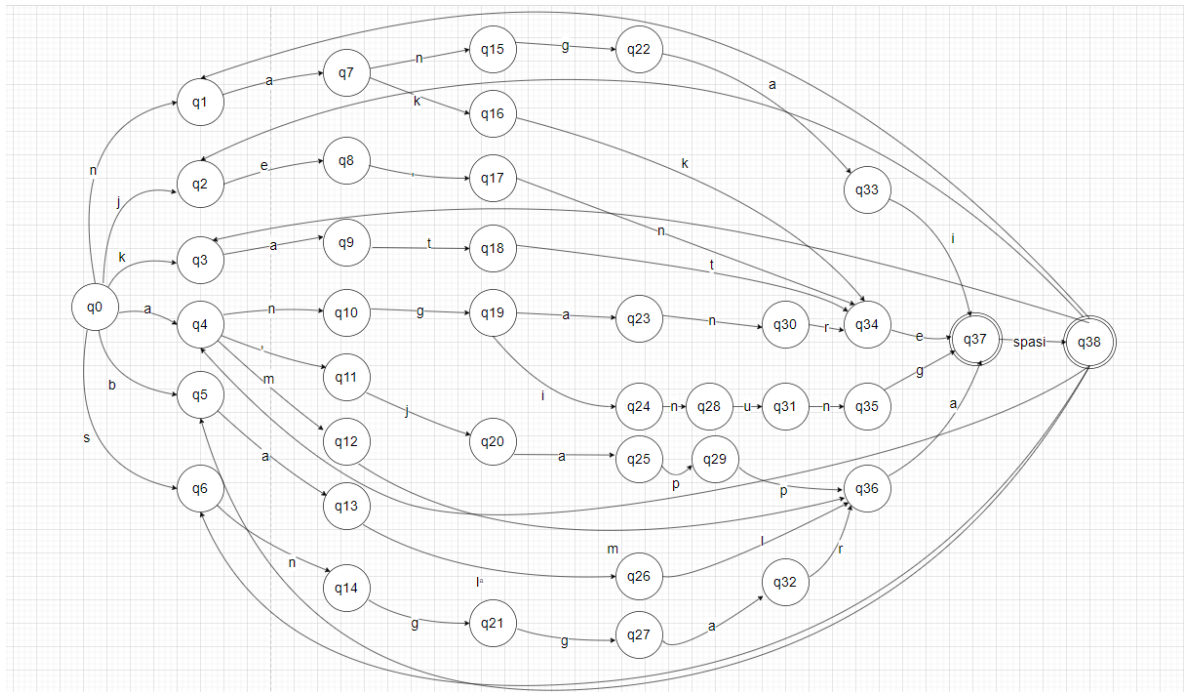 q15 g q22
n
q7
a
q1
k
q16
a
n
q8
e
q2
k
q17
q33
j
q9
t
n
a
q18
q3
i
k
t
q0
a
q4
n
q10
g
q19
a
q23
n
q30
r
q34
e
q37
spasi
q38
'
m
q11
g
b
q5
j
i
q24
n
q28
u
q31
n
q35
a
s
q12
q20
a
q25
q29
a
p
p
q6
q13
q36
n
m
l
r
q14
q26
q32
g
q21
g
q27
a